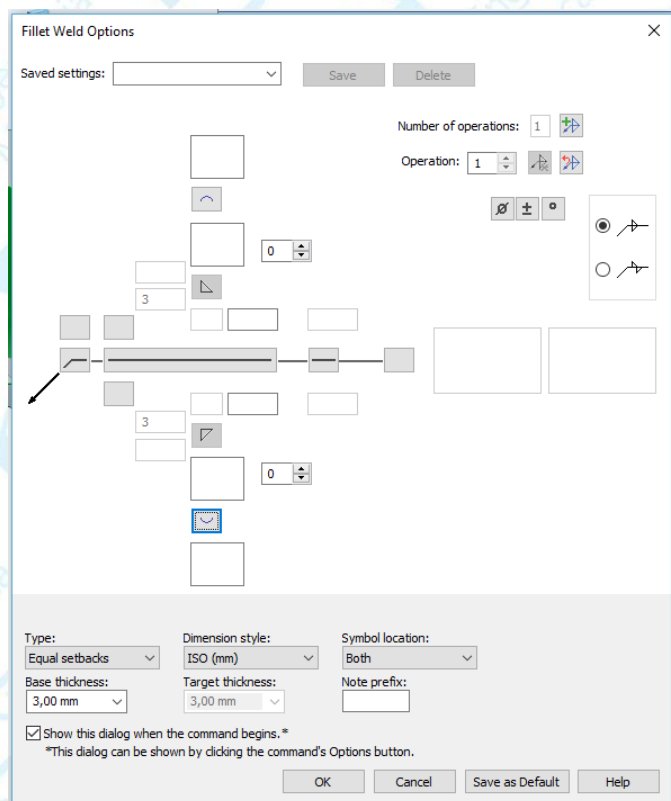 Fillet Weld Options
Saved settings:
Save
Delete
Number of operations: 1
Operation: 1
0
3
3
0
Type:
Dimension style:
Symbol location:
Equal setbacks
ISO (mm)
Both
Base thickness:
Target thickness:
Note prefix:
3,00 mm
3,00 mm
Show this dialog when the command begins.*
*This dialog can be shown by clicking the command's Options button.
OK
Cancel
Save as Default
Help